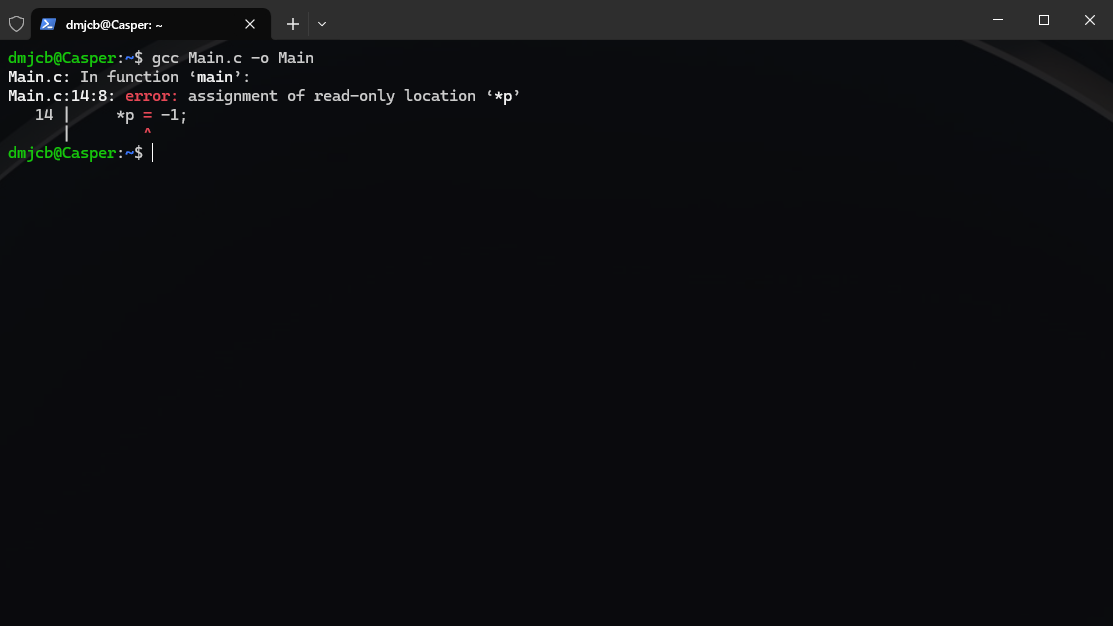 dmjcb@Casper: ~
dmjcb@Casper:~$ gcc Main.c -o Main
Main.c: In function ‘main’:
Main.c:14:8: error: assignment of read-only location ‘*p’
   14 |     *p = -1;
      |        ^
dmjcb@Casper:~$